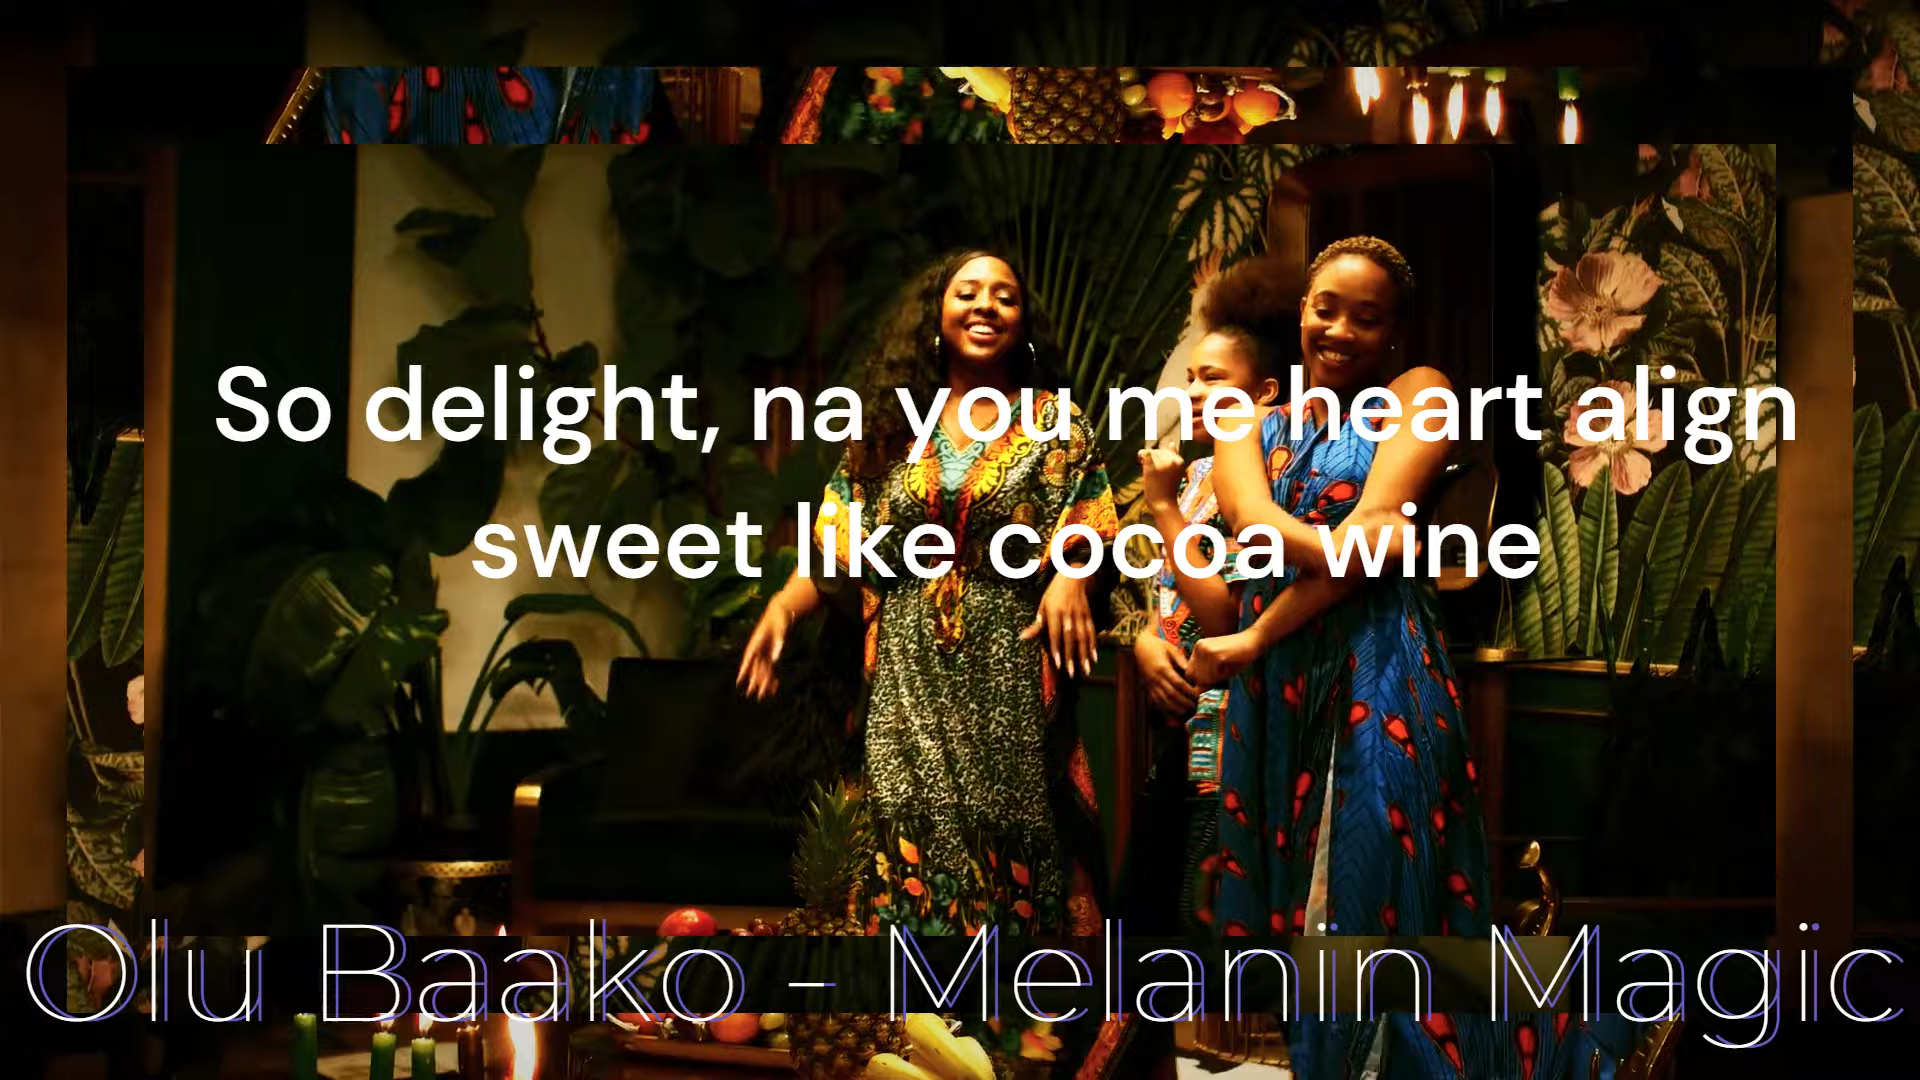 So delight, na you me heart align
sweet like cocoa wine
Olu Baako - Melanin Magic